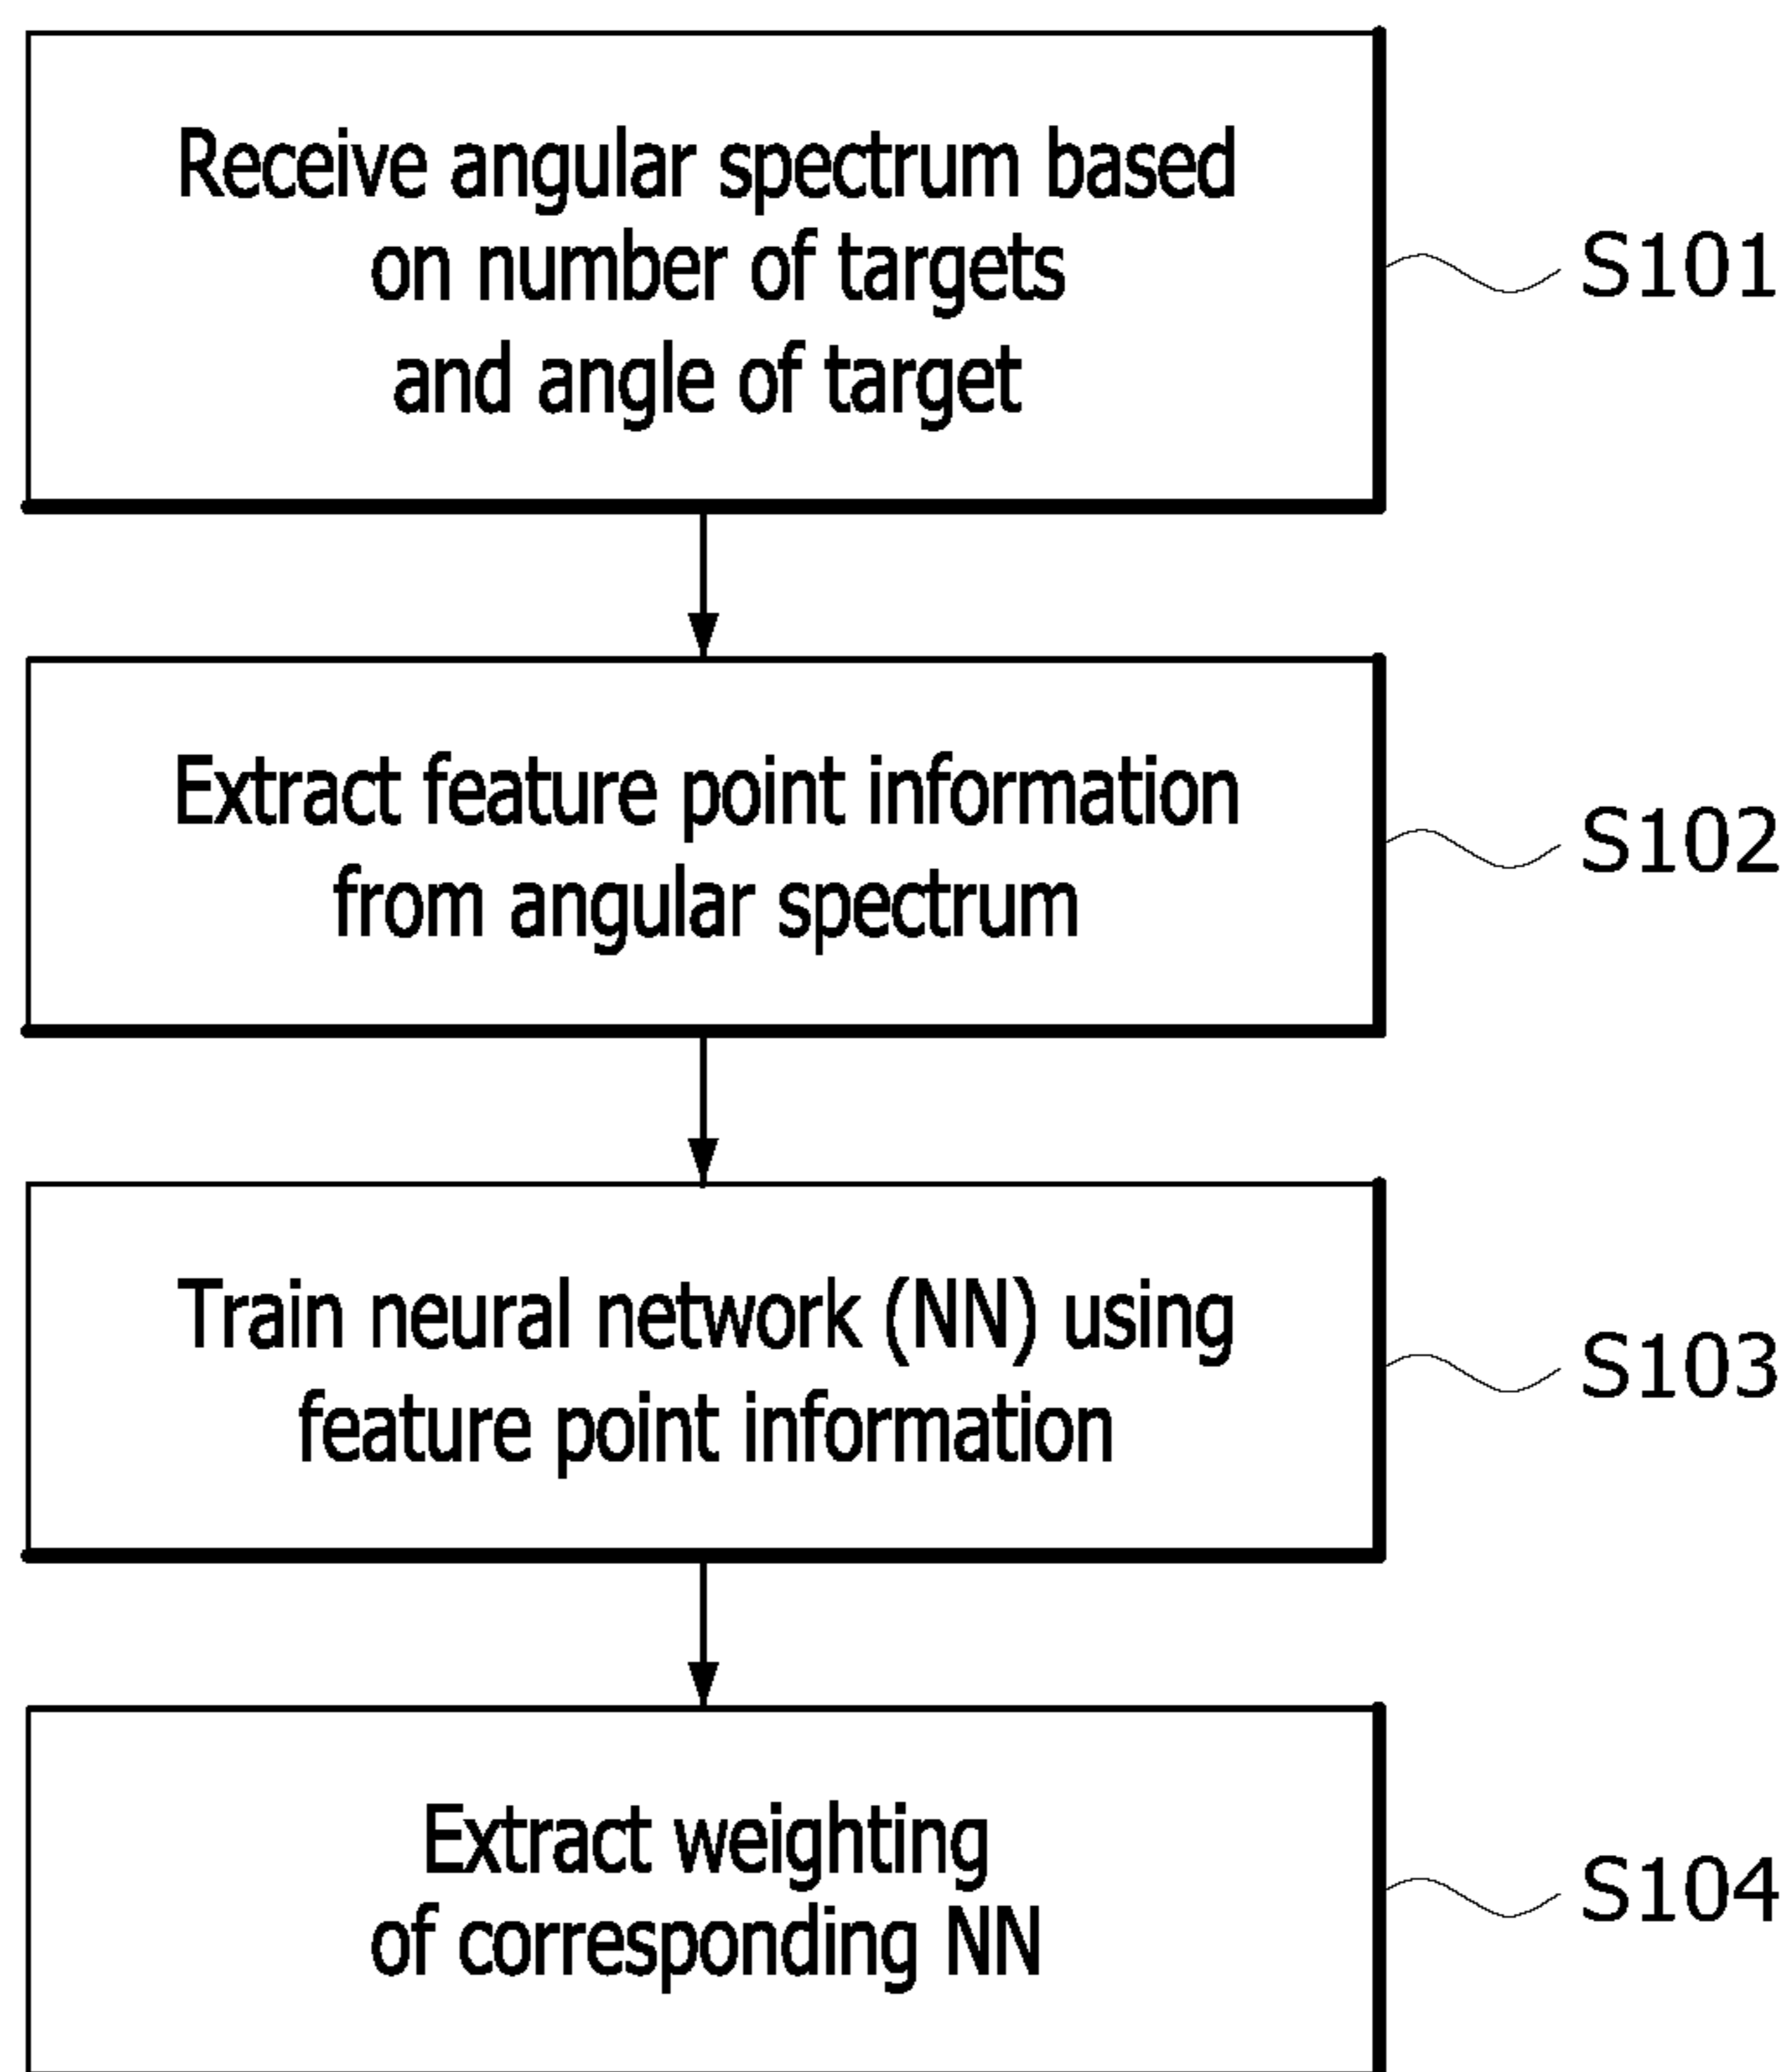 Receive angular spectrum based
on number of targets
and angle of target
S101
Extract feature point information
from angular spectrum
S102
Train neural network (NN) using
feature point information
S103
Extract weighting
of corresponding NN
S104